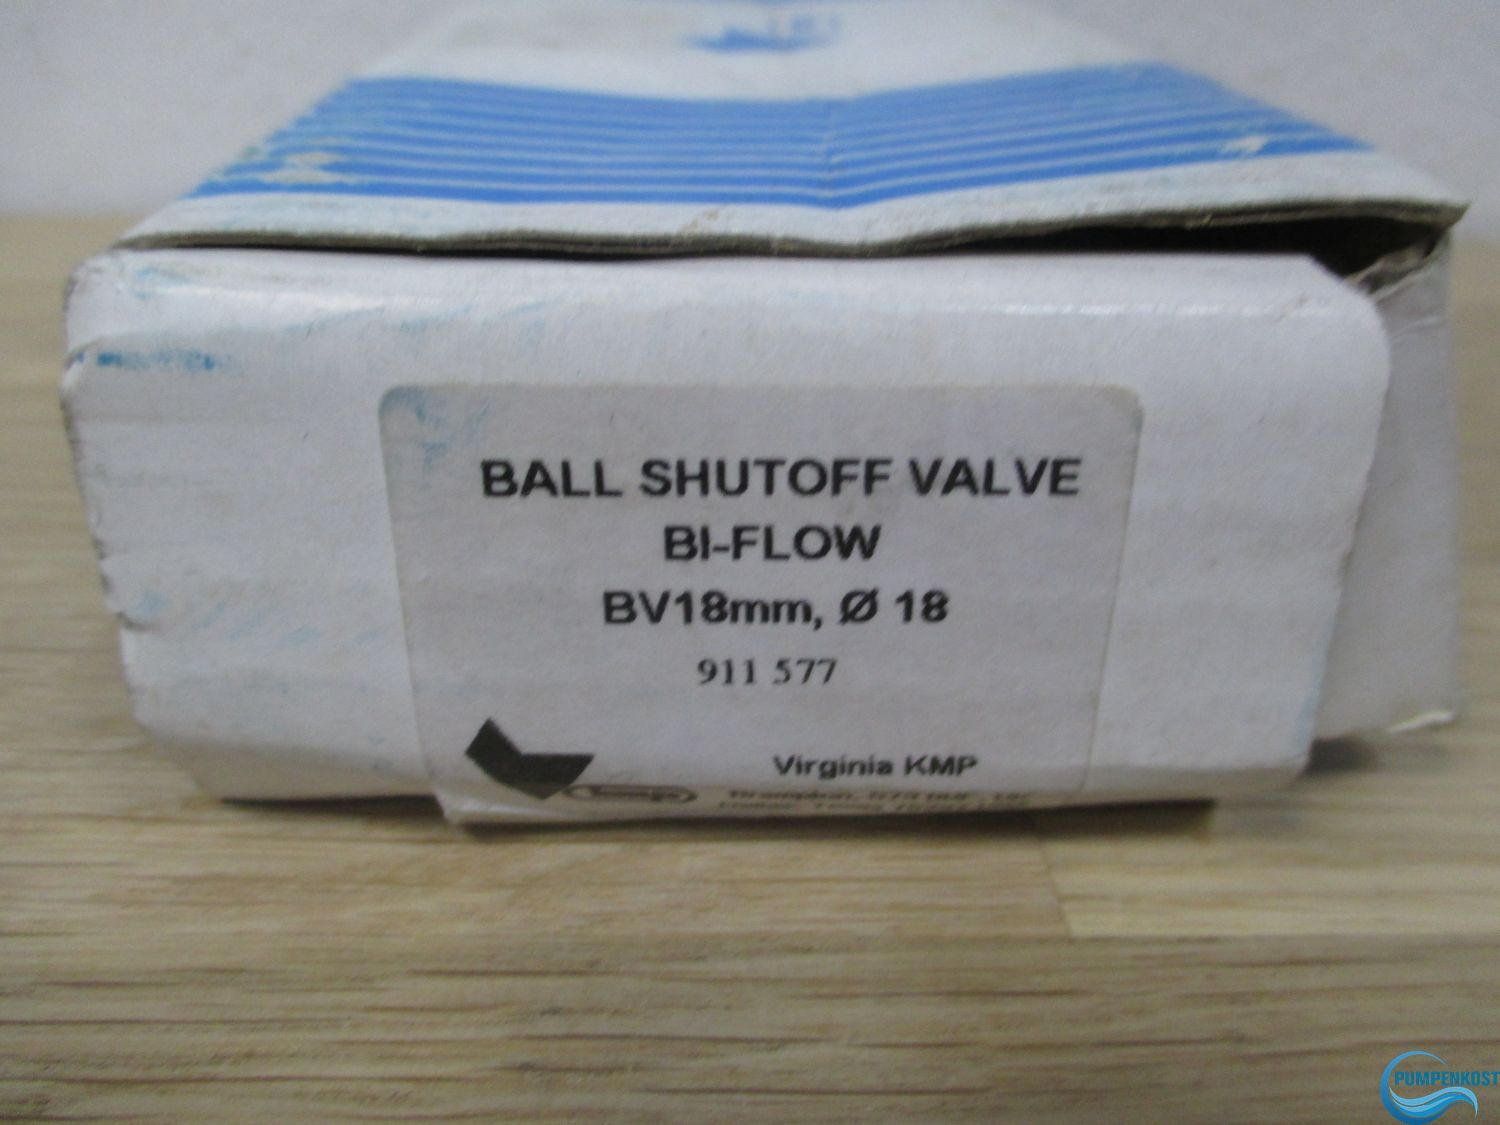 BALL SHUTOFF VALVE
BI-FLOW
BV18mm, Ø 18
911 577
Virginia KMP
PUMPENKOST